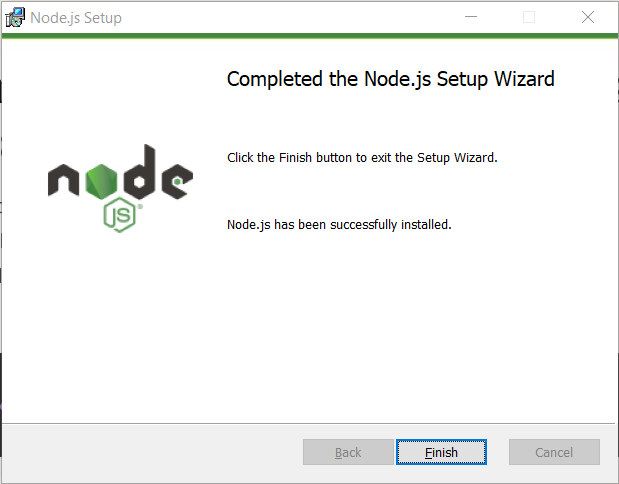 Node.js Setup
Completed the Node.js Setup Wizard
Click the Finish button to exit the Setup Wizard.
node
JS®
Node.js has been successfully installed.
Back
Finish
Cancel